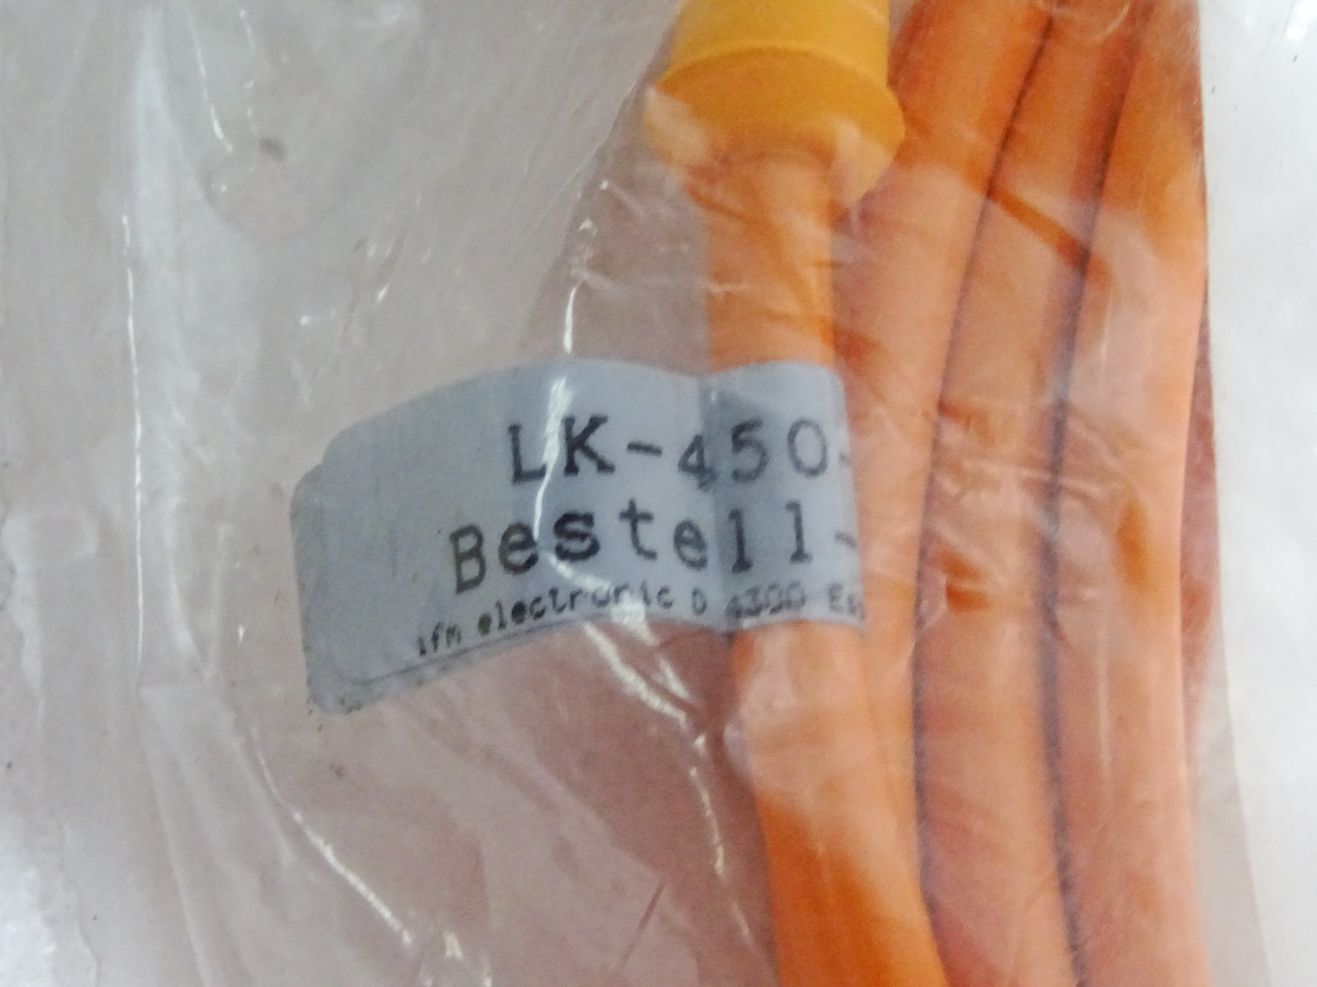 LK-450-
Bestell-
ifm electronic D 4300 Es